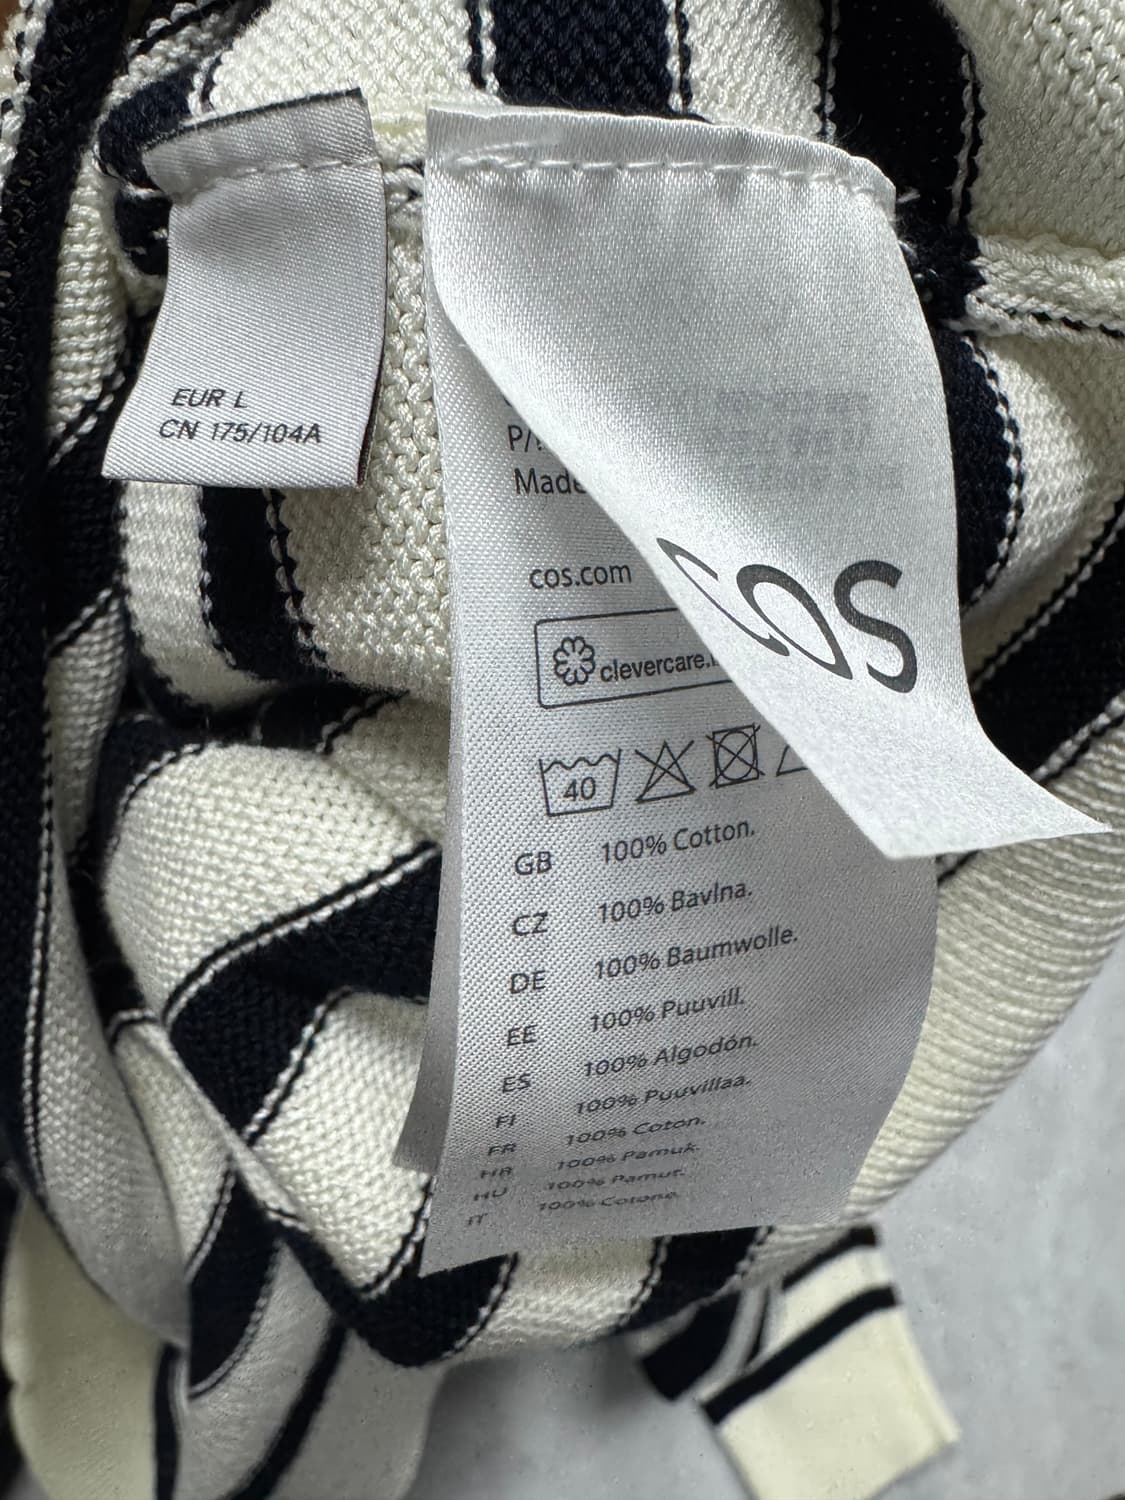 EUR L
CN 175/104A
P/
Made
cos.com
clevercare.
COS
40
GB 100% Cotton.
CZ 100% Bavlna.
DE 100% Baumwolle.
EE 100% Puuvill.
ES 100% Algodón.
FI 100% Puuvillaa.
FR 100% Coton.
HR 100% Pamuk.
HU 100% Pamut.
IT 100% Cotone.